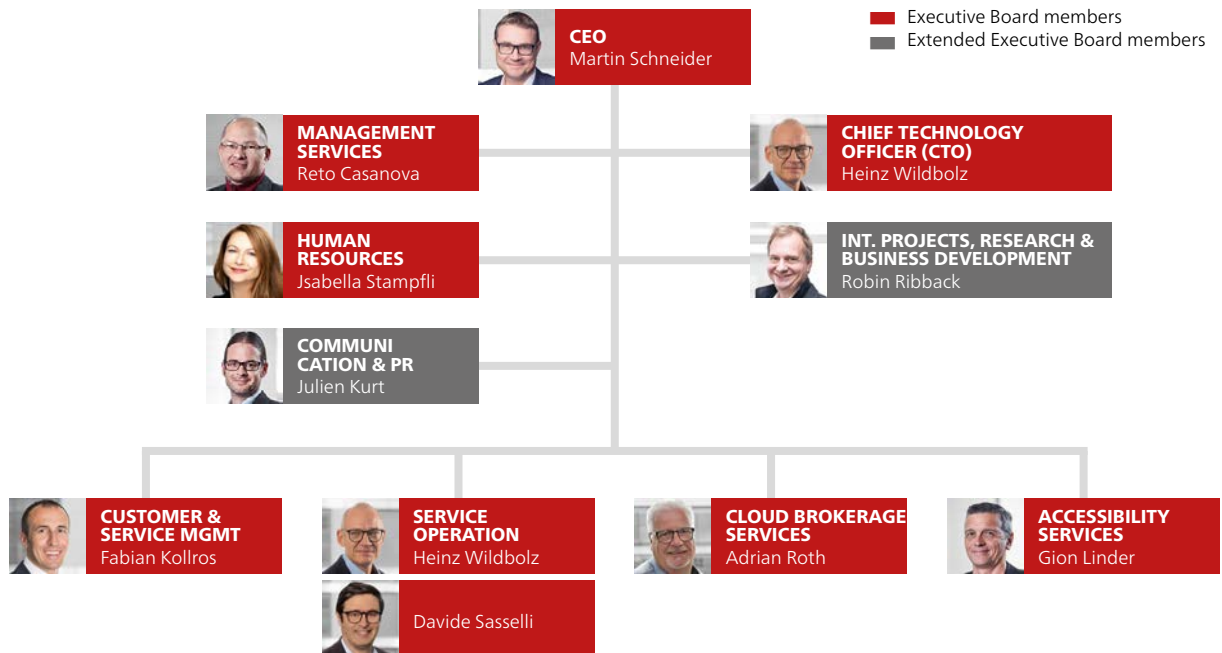 Executive Board members
Extended Executive Board members
CEO
Martin Schneider
MANAGEMENT
SERVICES
Reto Casanova
CHIEF TECHNOLOGY
OFFICER (CTO)
Heinz Wildbolz
HUMAN
RESOURCES
Jsabella Stampfli
INT. PROJECTS, RESEARCH &
BUSINESS DEVELOPMENT
Robin Ribback
COMMUNI
CATION & PR
Julien Kurt
CUSTOMER &
SERVICE MGMT
Fabian Kollros
SERVICE
OPERATION
Heinz Wildbolz
Davide Sasselli
CLOUD BROKERAGE
SERVICES
Adrian Roth
ACCESSIBILITY
SERVICES
Gion Linder